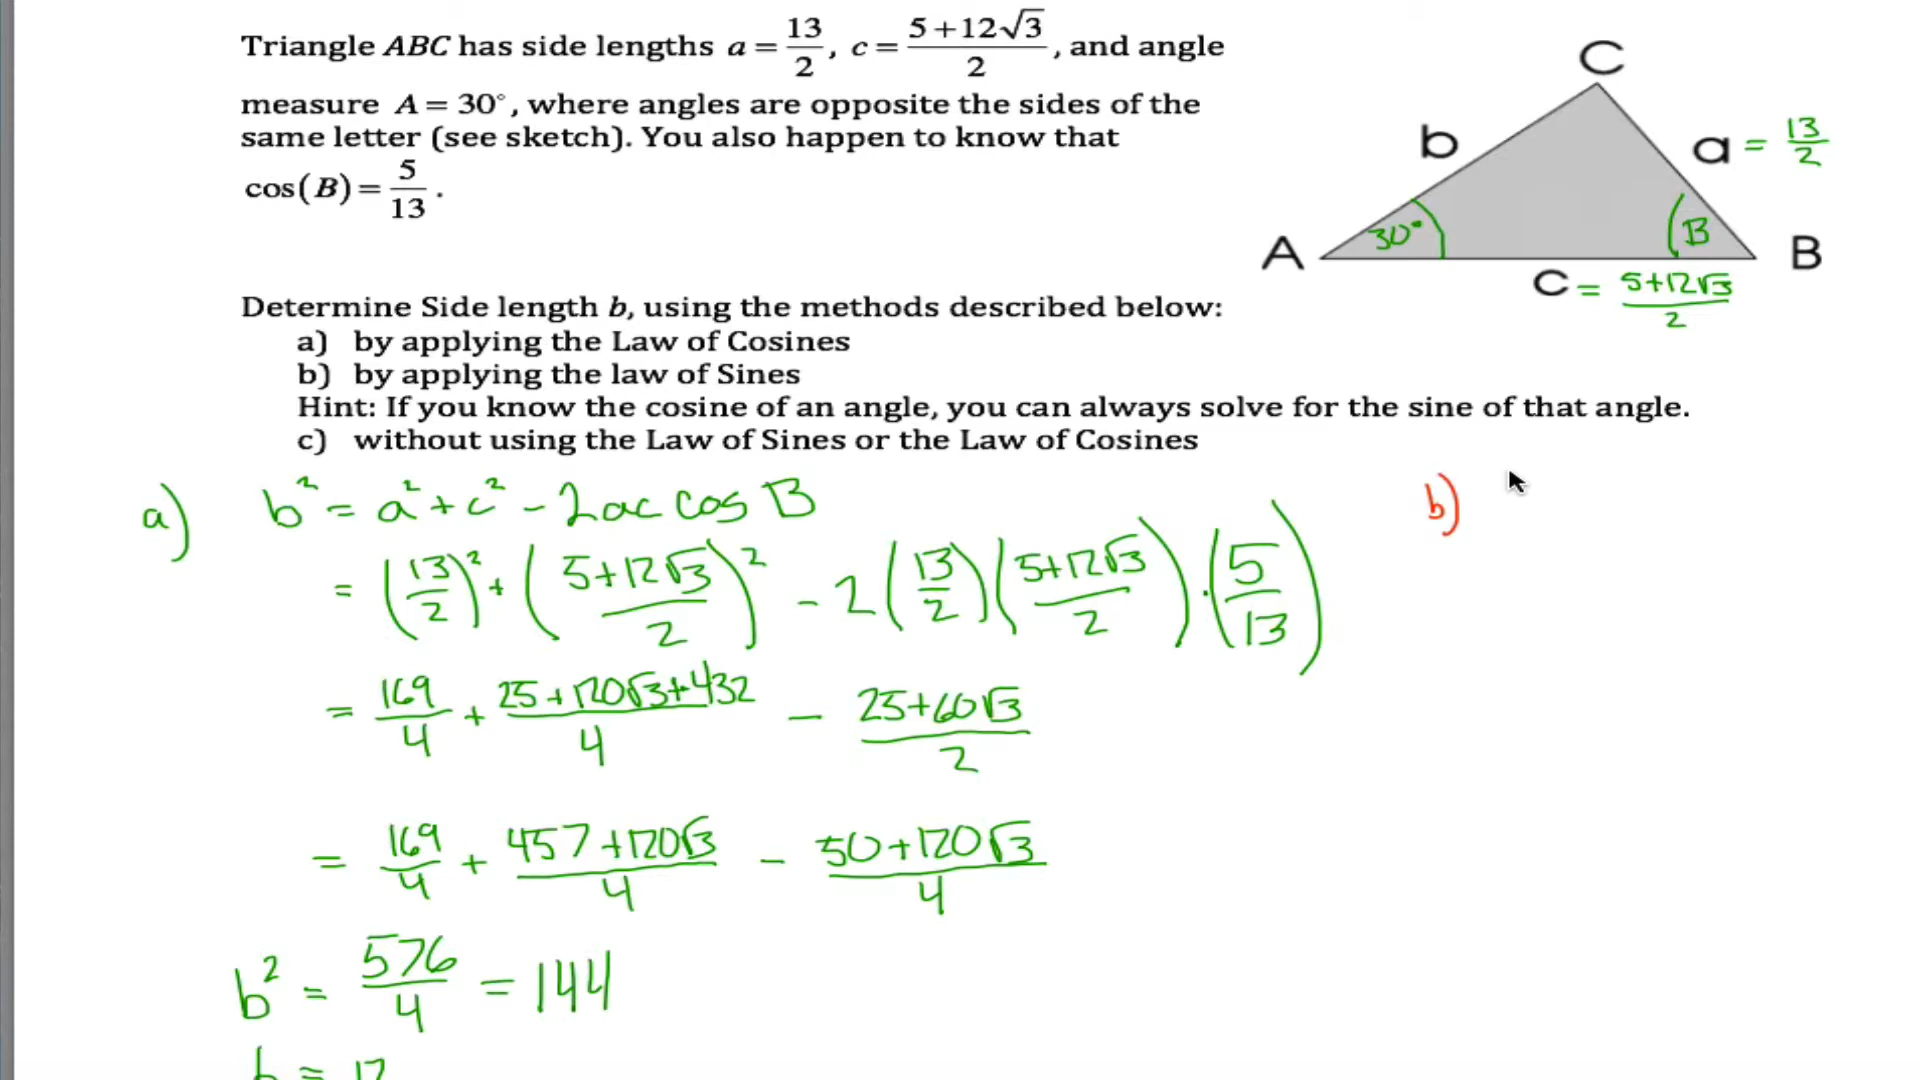 Triangle ABC has side lengths a = 13/2, c = (5+12√3)/2, and angle
measure A = 30°, where angles are opposite the sides of the
same letter (see sketch). You also happen to know that
cos(B) = 5/13.
C
b
a = 13/2
30°
B
A
B
C = (5+12√3)/2
Determine Side length b, using the methods described below:
a) by applying the Law of Cosines
b) by applying the law of Sines
Hint: If you know the cosine of an angle, you can always solve for the sine of that angle.
c) without using the Law of Sines or the Law of Cosines
a) b² = a² + c² - 2ac cos B
= (13/2)² + ((5+12√3)/2)² - 2(13/2)((5+12√3)/2)·(5/13)
= 169/4 + (25+120√3+432)/4 - (25+60√3)/2
= 169/4 + (457+120√3)/4 - (50+120√3)/4
b² = 576/4 = 144
b = 12
b)